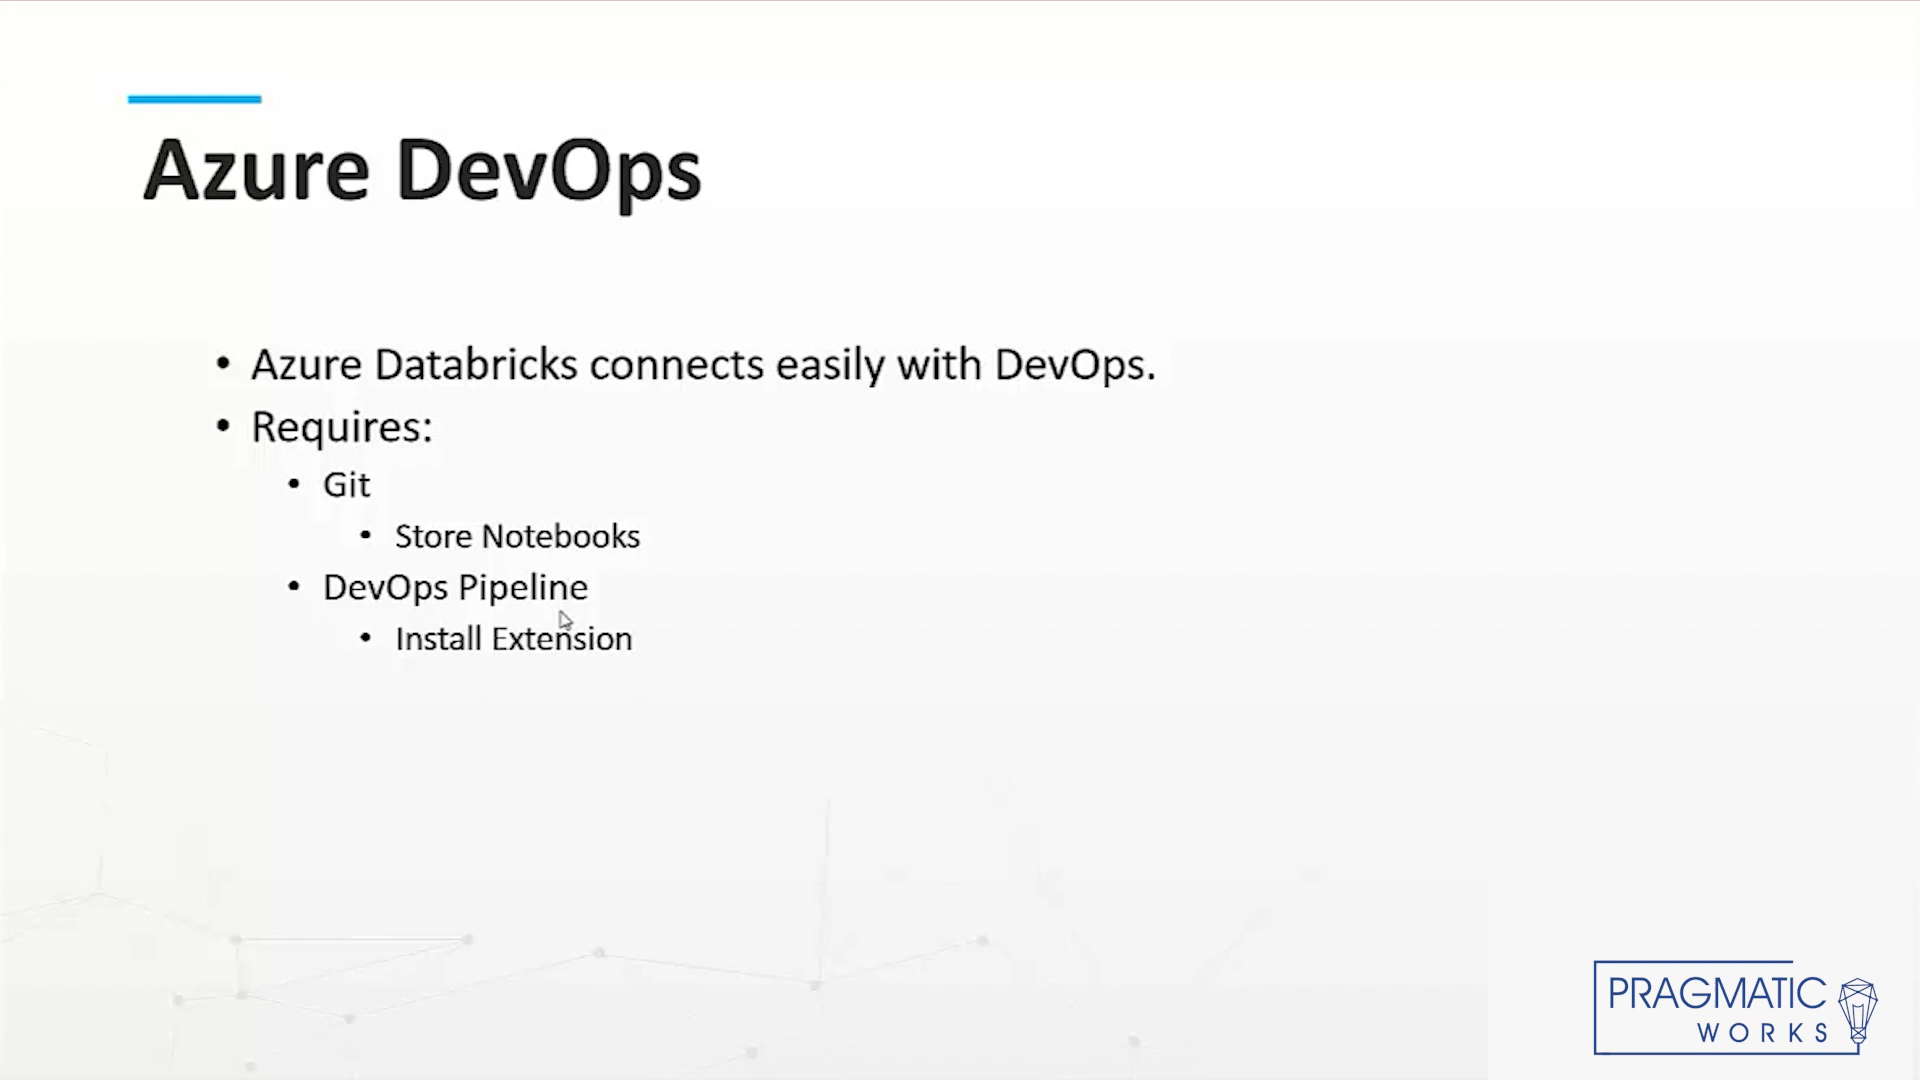 Azure DevOps
• Azure Databricks connects easily with DevOps.
• Requires:
• Git
• Store Notebooks
• DevOps Pipeline
• Install Extension
PRAGMATIC
WORKS